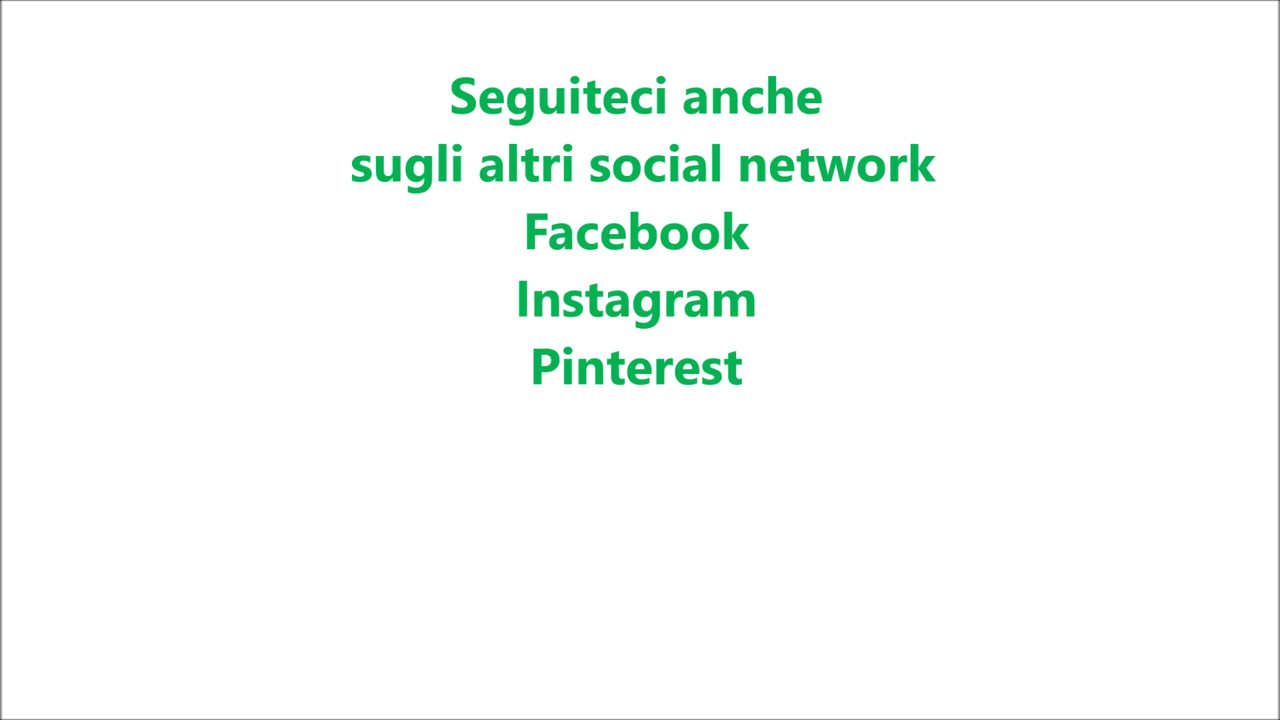 Seguiteci anche
sugli altri social network
Facebook
Instagram
Pinterest